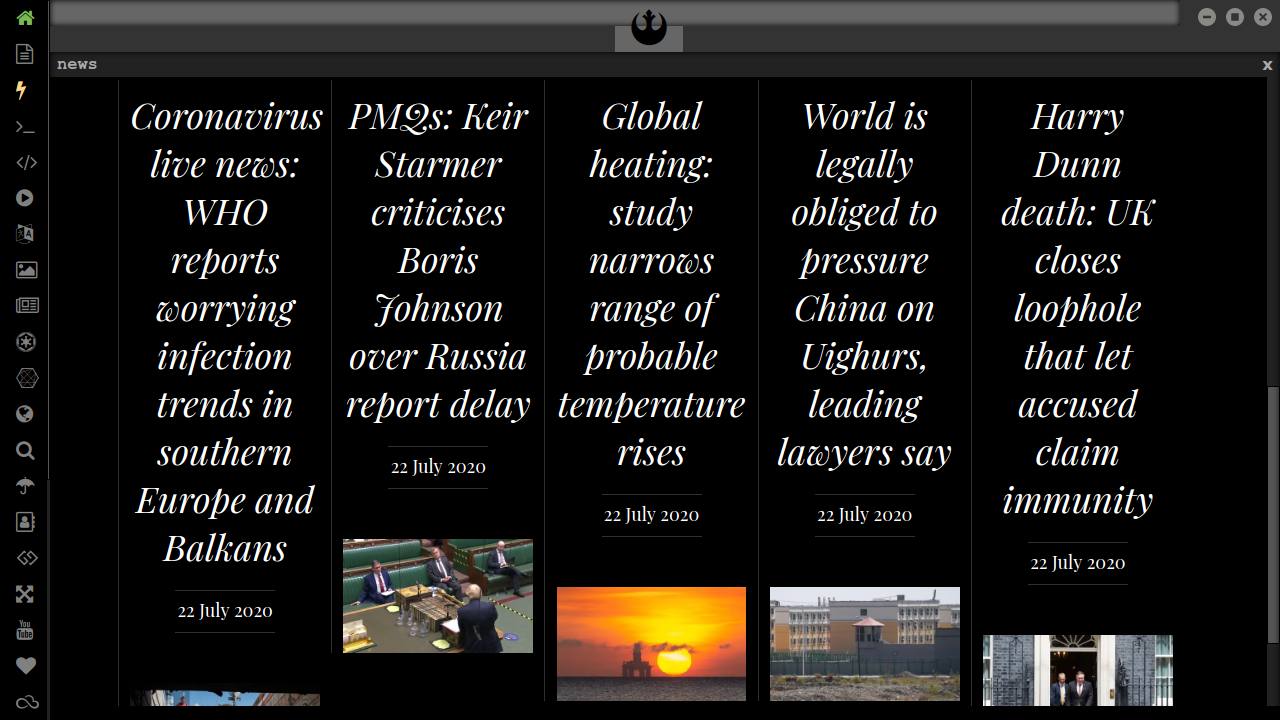 news
x
Coronavirus
live news:
WHO
reports
worrying
infection
trends in
southern
Europe and
Balkans
22 July 2020
PMQs: Keir
Starmer
criticises
Boris
Johnson
over Russia
report delay
22 July 2020
Global
heating:
study
narrows
range of
probable
temperature
rises
22 July 2020
World is
legally
obliged to
pressure
China on
Uighurs,
leading
lawyers say
22 July 2020
Harry
Dunn
death: UK
closes
loophole
that let
accused
claim
immunity
22 July 2020
You
Tube